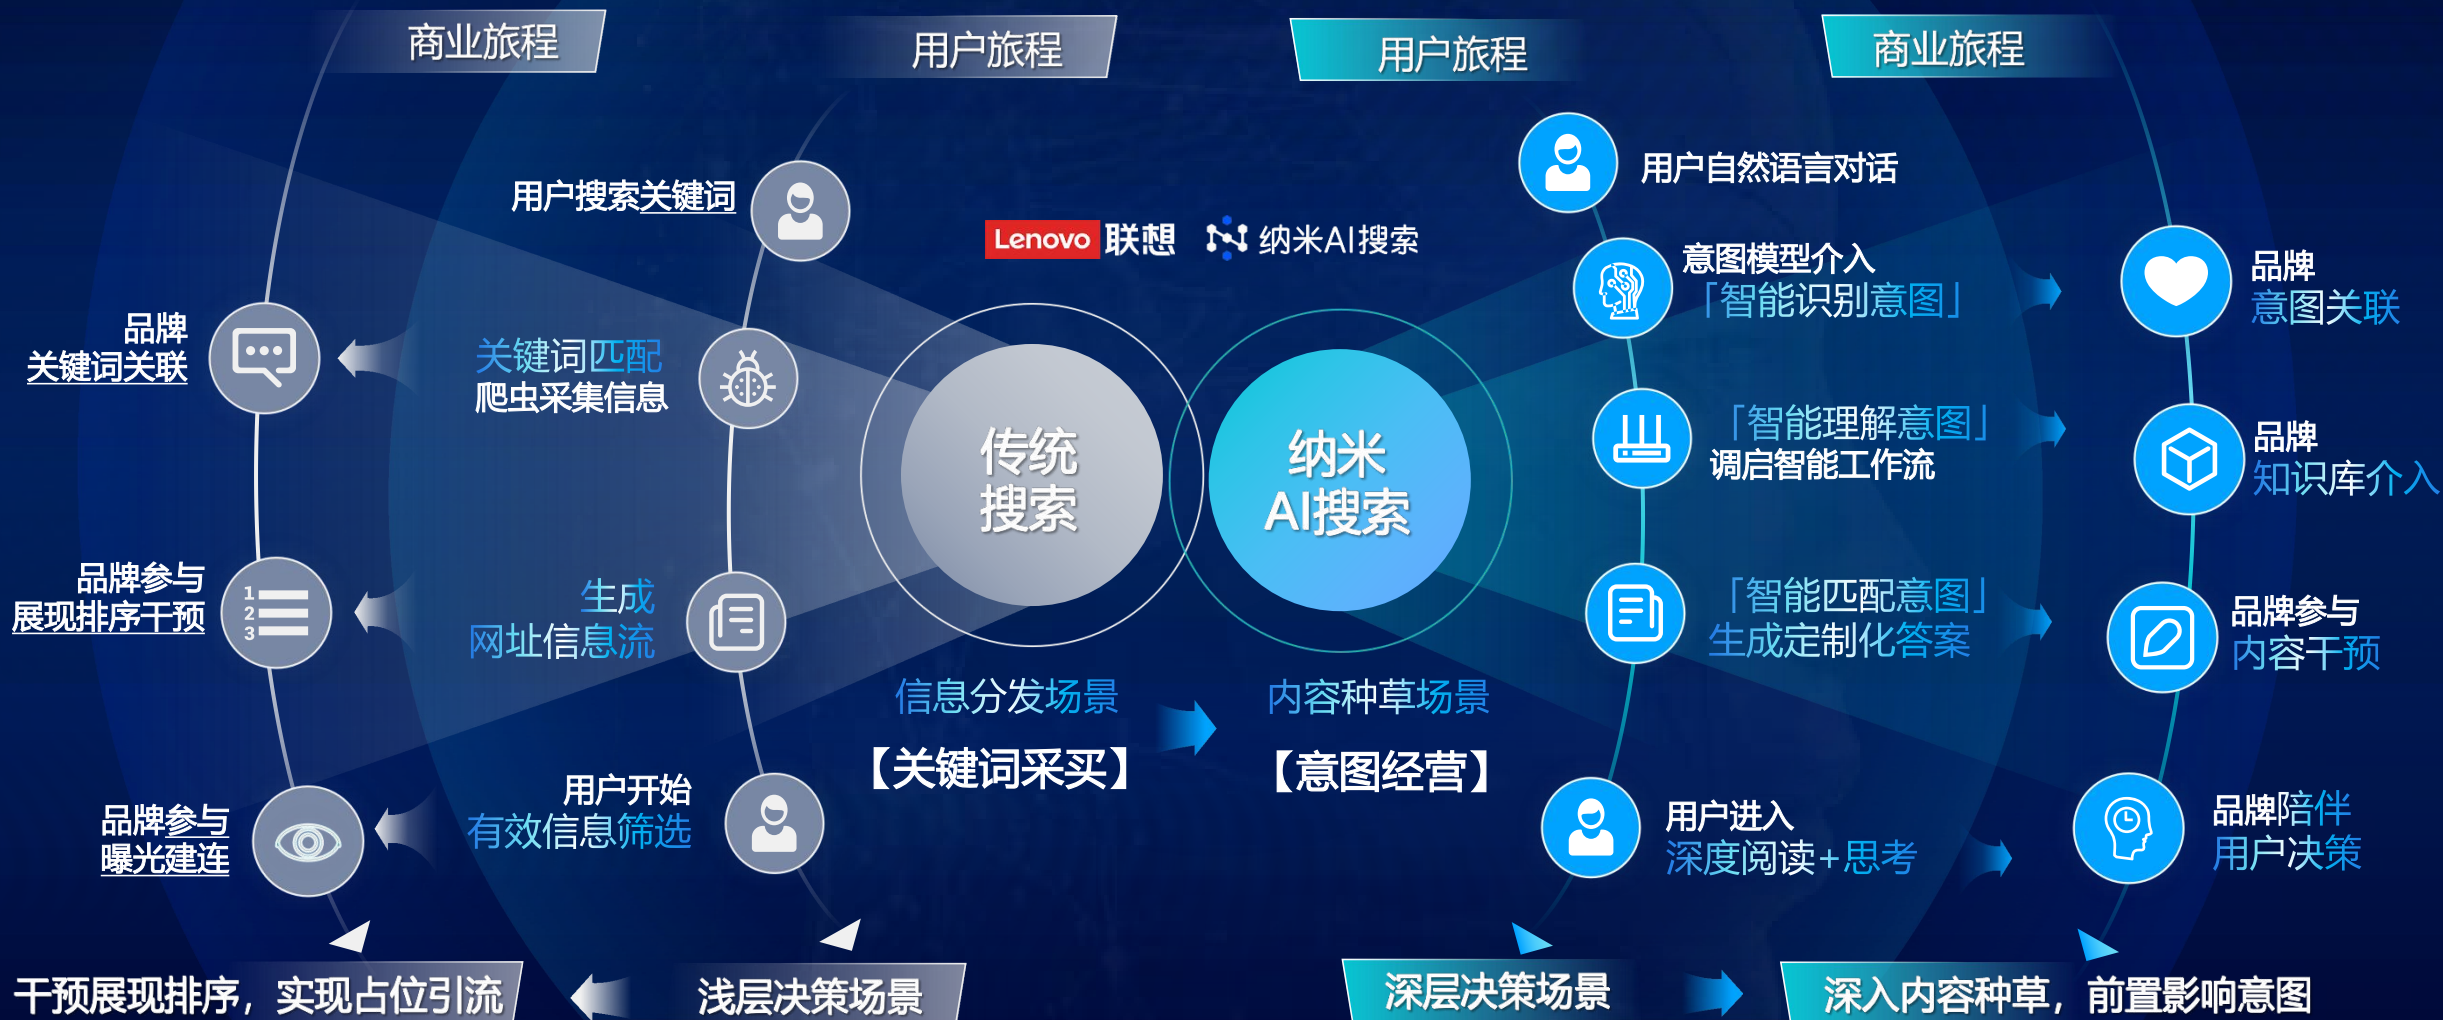 商业旅程
用户旅程
用户旅程
商业旅程
用户搜索关键词
品牌
关键词关联
关键词匹配
爬虫采集信息
品牌参与
展现排序干预
1
2
3
生成
网址信息流
品牌参与
曝光建连
用户开始
有效信息筛选
干预展现排序，实现占位引流
浅层决策场景
Lenovo 联想
纳米AI搜索
传统
搜索
纳米
AI搜索
信息分发场景
【关键词采买】
内容种草场景
【意图经营】
用户自然语言对话
意图模型介入
「智能识别意图」
品牌
意图关联
「智能理解意图」
调启智能工作流
品牌
知识库介入
「智能匹配意图」
生成定制化答案
品牌参与
内容干预
用户进入
深度阅读+思考
品牌陪伴
用户决策
深层决策场景
深入内容种草，前置影响意图